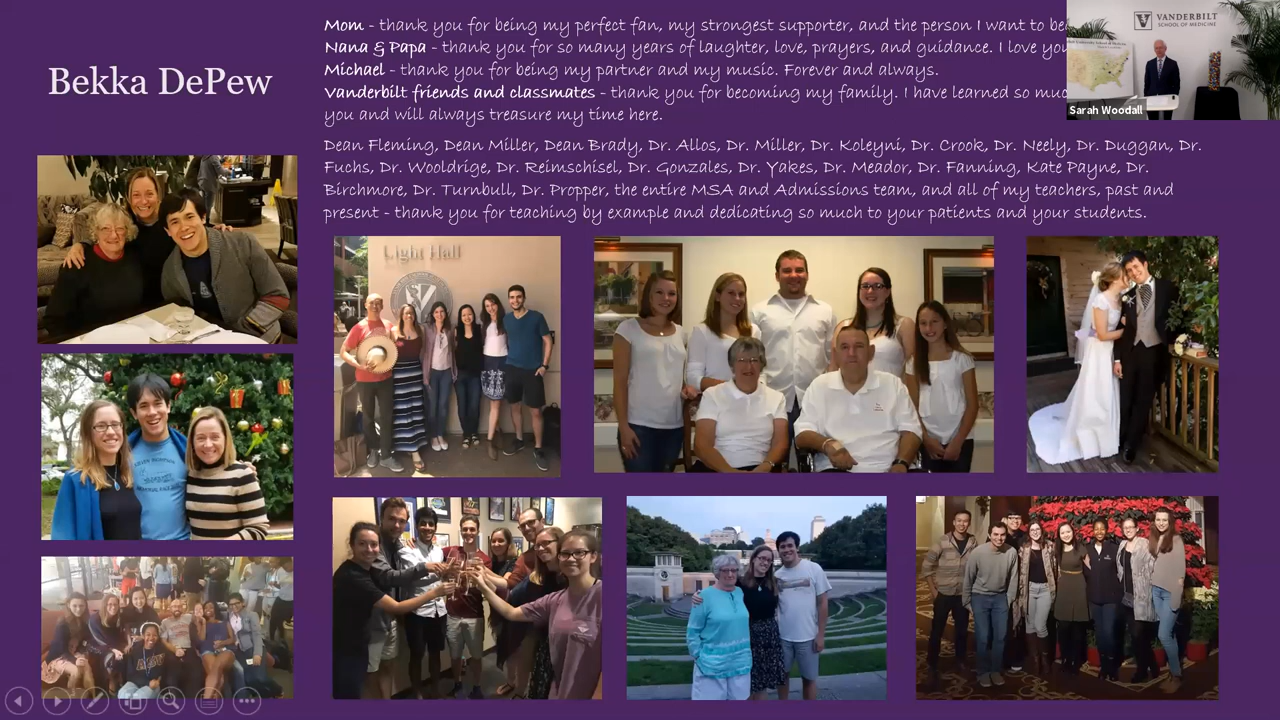 Bekka DePew
Mom - thank you for being my perfect fan, my strongest supporter, and the person I want to
Nana & Papa - thank you for so many years of laughter, love, prayers, and guidance. I love
Michael - thank you for being my partner and my music. Forever and always.
Vanderbilt friends and classmates - thank you for becoming my family. I have learned so
you and will always treasure my time here.
Dean Fleming, Dean Miller, Dean Brady, Dr. Allos, Dr. Miller, Dr. Koleyni, Dr. Crook, Dr. Neely, Dr. Duggan, Dr.
Fuchs, Dr. Wooldrige, Dr. Reimschisel, Dr. Gonzales, Dr. Yakes, Dr. Meador, Dr. Fanning, Kate Payne, Dr.
Birchmore, Dr. Turnbull, Dr. Propper, the entire MSA and Admissions team, and all of my teachers, past and
present - thank you for teaching by example and dedicating so much to your patients and your students.
VANDERBILT
SCHOOL OF MEDICINE
Sarah Woodall
Light Hall